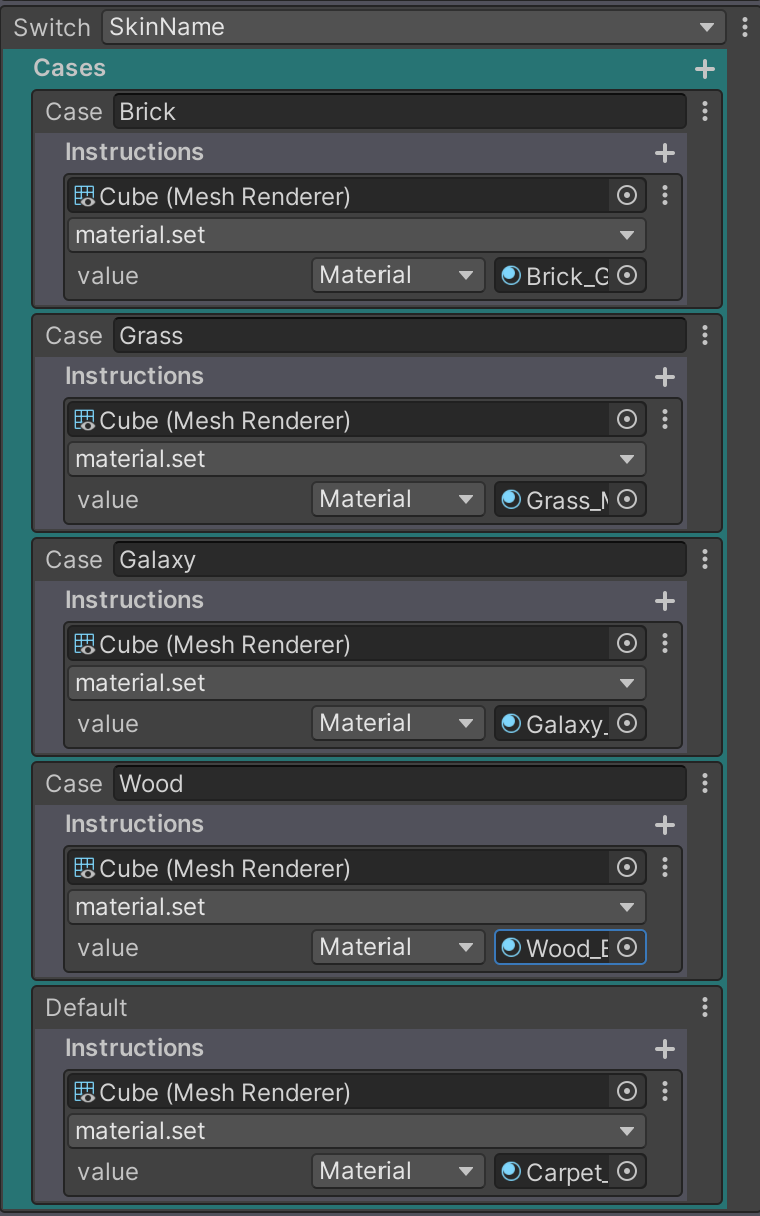 Switch SkinName
Cases
Case Brick
Instructions
Cube (Mesh Renderer)
material.set
value Material Brick_G
Case Grass
Instructions
Cube (Mesh Renderer)
material.set
value Material Grass_M
Case Galaxy
Instructions
Cube (Mesh Renderer)
material.set
value Material Galaxy_
Case Wood
Instructions
Cube (Mesh Renderer)
material.set
value Material Wood_E
Default
Instructions
Cube (Mesh Renderer)
material.set
value Material Carpet_